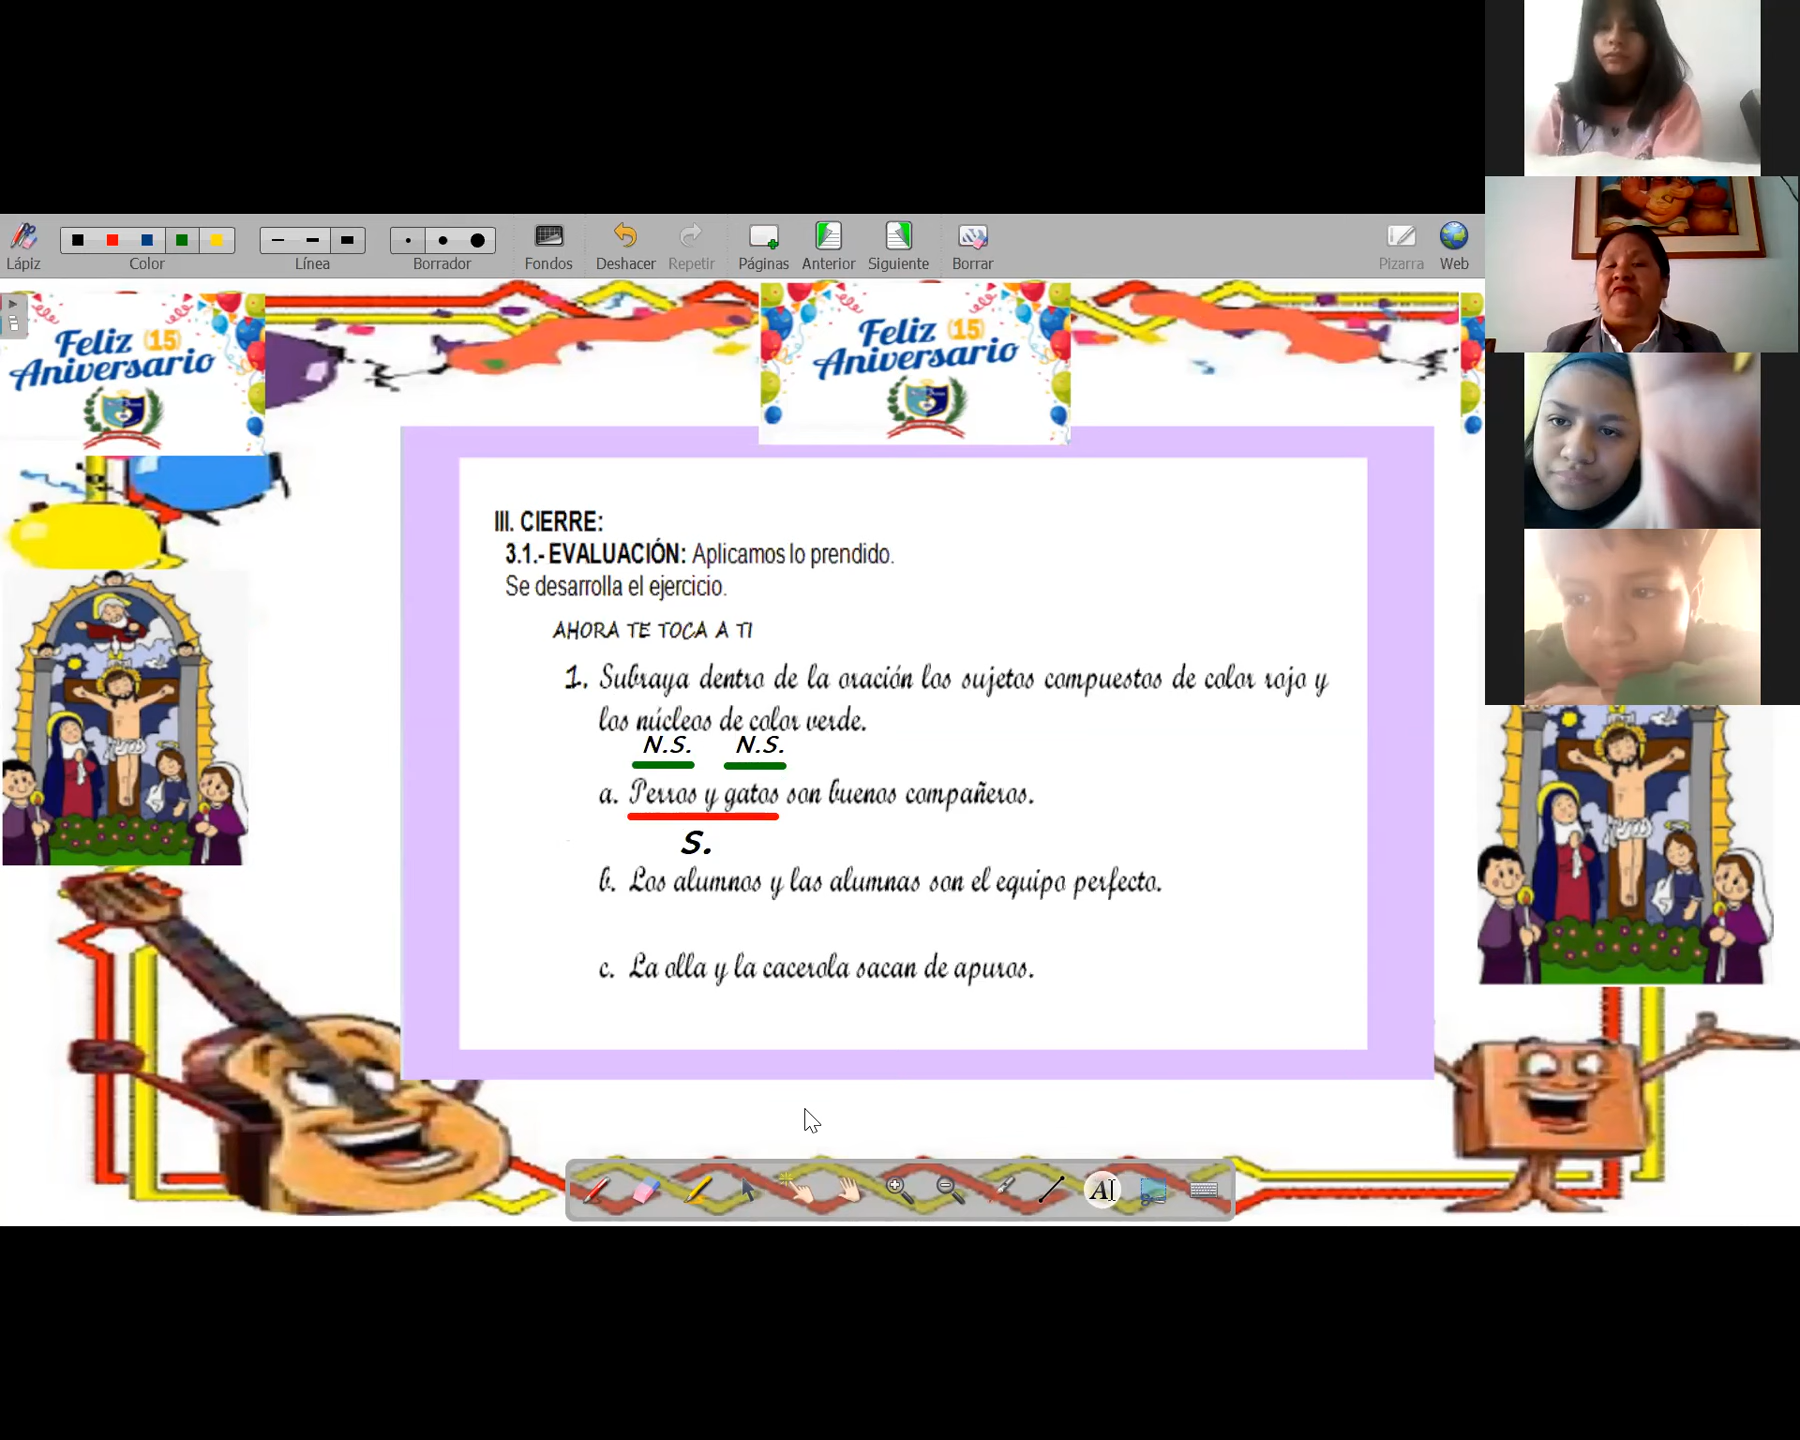 Lápiz
Color
Línea
Borrador
Fondos
Deshacer
Repetir
Páginas
Anterior
Siguiente
Borrar
Pizarra
Web
Feliz 15
Aniversario
Feliz 15
Aniversario
III. CIERRE:
3.1.- EVALUACIÓN: Aplicamos lo prendido.
Se desarrolla el ejercicio.
AHORA TE TOCA A TI
1. Subraya dentro de la oración los sujetos compuestos de color rojo y
los núcleos de color verde.
N.S. N.S.
a. Perros y gatos son buenos compañeros.
S.
b. Los alumnos y las alumnas son el equipo perfecto.
c. La olla y la cacerola sacan de apuros.
AI